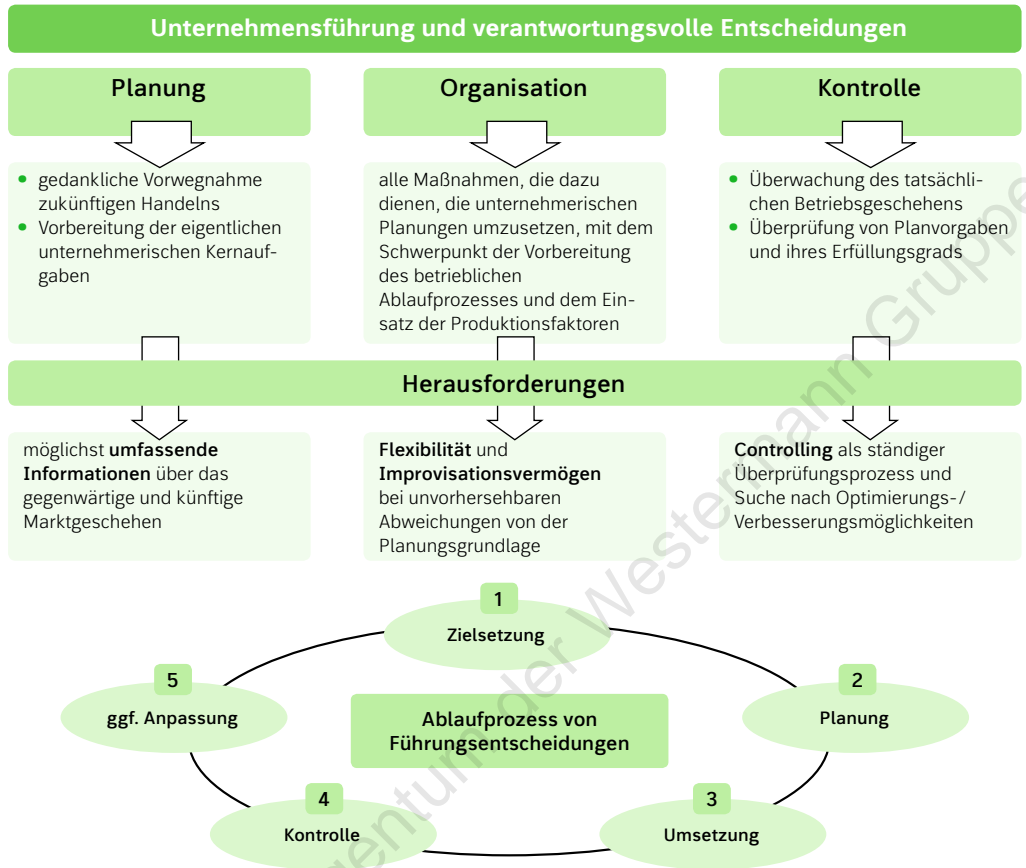 Unternehmensführung und verantwortungsvolle Entscheidungen
Planung
• gedankliche Vorwegnahme
zukünftigen Handelns
• Vorbereitung der eigentlichen
unternehmerischen Kernauf-
gaben
Organisation
alle Maßnahmen, die dazu
dienen, die unternehmerischen
Planungen umzusetzen, mit dem
Schwerpunkt der Vorbereitung
des betrieblichen
Ablaufprozesses und dem Ein-
satz der Produktionsfaktoren
Kontrolle
• Überwachung des tatsächli-
chen Betriebsgeschehens
• Überprüfung von Planvorgaben
und ihres Erfüllungsgrads
Herausforderungen
möglichst umfassende
Informationen über das
gegenwärtige und künftige
Marktgeschehen
Flexibilität und
Improvisationsvermögen
bei unvorhersehbaren
Abweichungen von der
Planungsgrundlage
Controlling als ständiger
Überprüfungsprozess und
Suche nach Optimierungs-/
Verbesserungsmöglichkeiten
Ablaufprozess von
Führungsentscheidungen
1
Zielsetzung
2
Planung
3
Umsetzung
4
Kontrolle
5
ggf. Anpassung
gentum der Westermann Gruppe